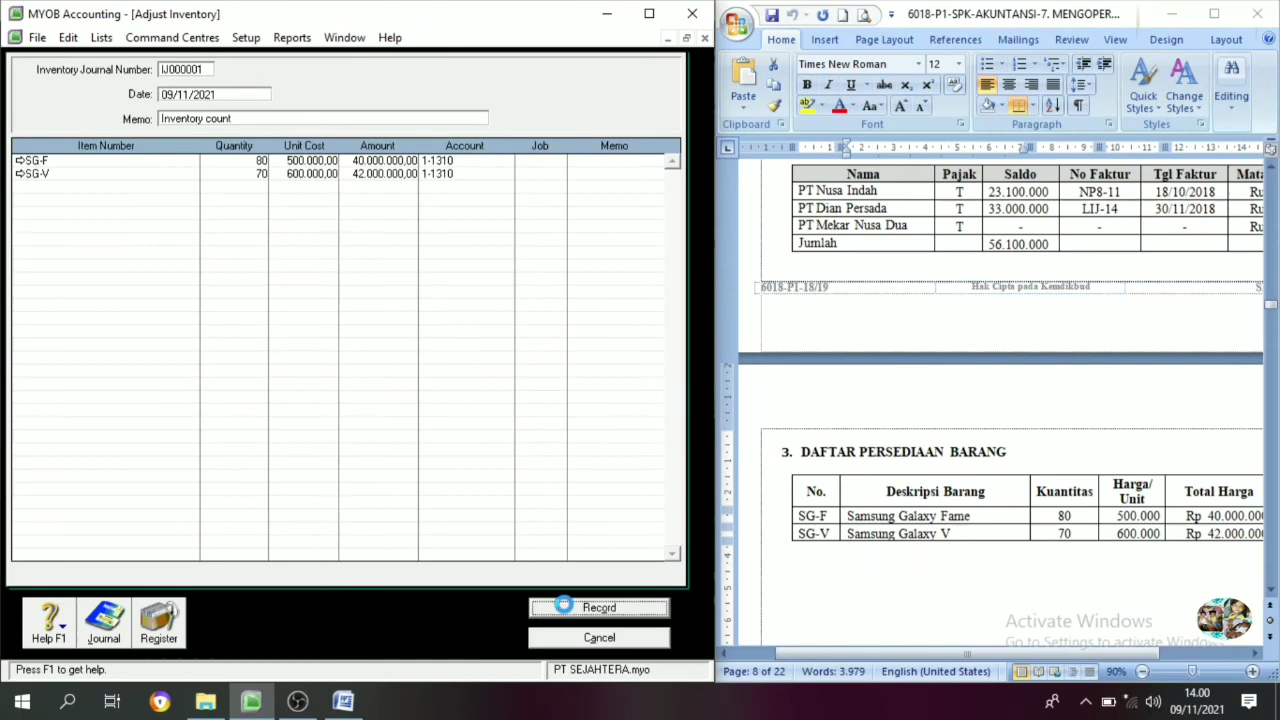 MYOB Accounting - [Adjust Inventory]
File Edit Lists Command Centres Setup Reports Window Help
Inventory Journal Number: IJ000001
Date: 09/11/2021
Memo: Inventory count
Item Number Quantity Unit Cost Amount Account Job Memo
SG-F 80 500.000,00 40.000.000,00 1-1310
SG-V 70 600.000,00 42.000.000,00 1-1310
Record
Cancel
Help F1 Journal Register
Press F1 to get help. PT SEJAHTERA.myo
6018-P1-SPK-AKUNTANSI-7. MENGOPER...
Home Insert Page Layout References Mailings Review View Design Layout
Times New Roman 12
Paste
Quick Styles
Change Styles
Editing
Clipboard Font Paragraph Styles
Nama Pajak Saldo No Faktur Tgl Faktur Mata
PT Nusa Indah T 23.100.000 NP8-11 18/10/2018 Ru
PT Dian Persada T 33.000.000 LIJ-14 30/11/2018 Ru
PT Mekar Nusa Dua T - - - Ru
Jumlah 56.100.000
6018-P1-18/19 Hak Cipta pada Kemdikbud S
3. DAFTAR PERSEDIAAN BARANG
No. Deskripsi Barang Kuantitas Harga/ Unit Total Harga
SG-F Samsung Galaxy Fame 80 500.000 Rp 40.000.000
SG-V Samsung Galaxy V 70 600.000 Rp 42.000.000
Activate Windows
Go to Settings to activate Windows
Page: 8 of 22 Words: 3.979 English (United States) 90%
14.00
09/11/2021